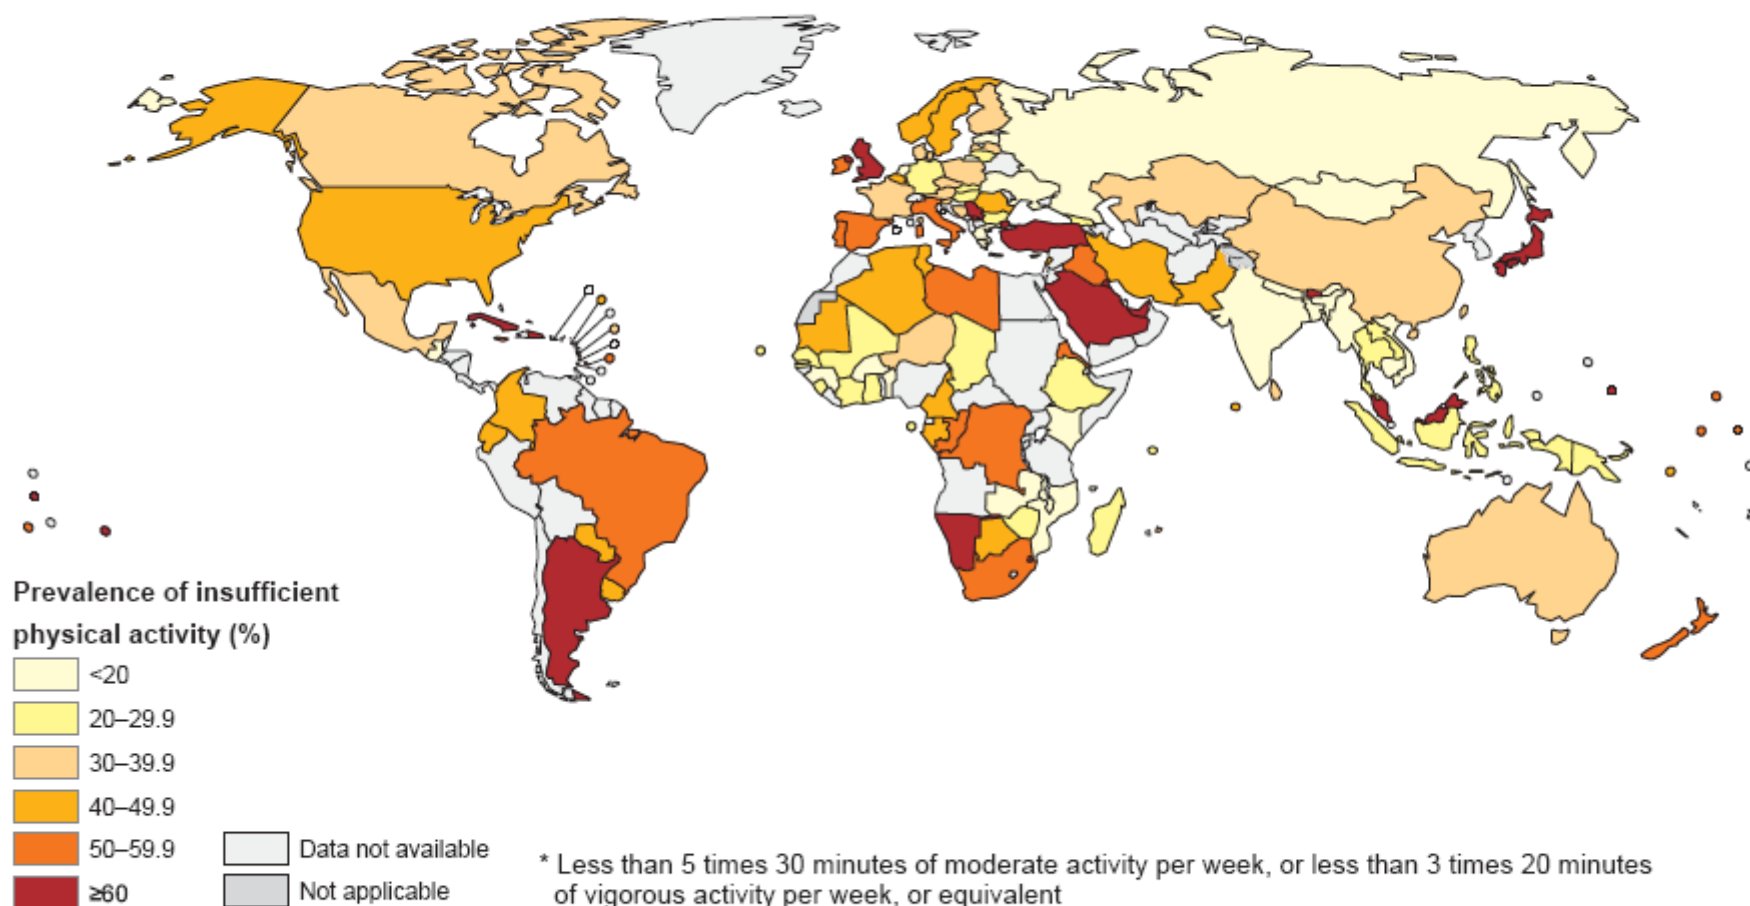 Prevalence of insufficient
physical activity (%)
<20
20–29.9
30–39.9
40–49.9
50–59.9
≥60
Data not available
Not applicable
* Less than 5 times 30 minutes of moderate activity per week, or less than 3 times 20 minutes
of vigorous activity per week, or equivalent